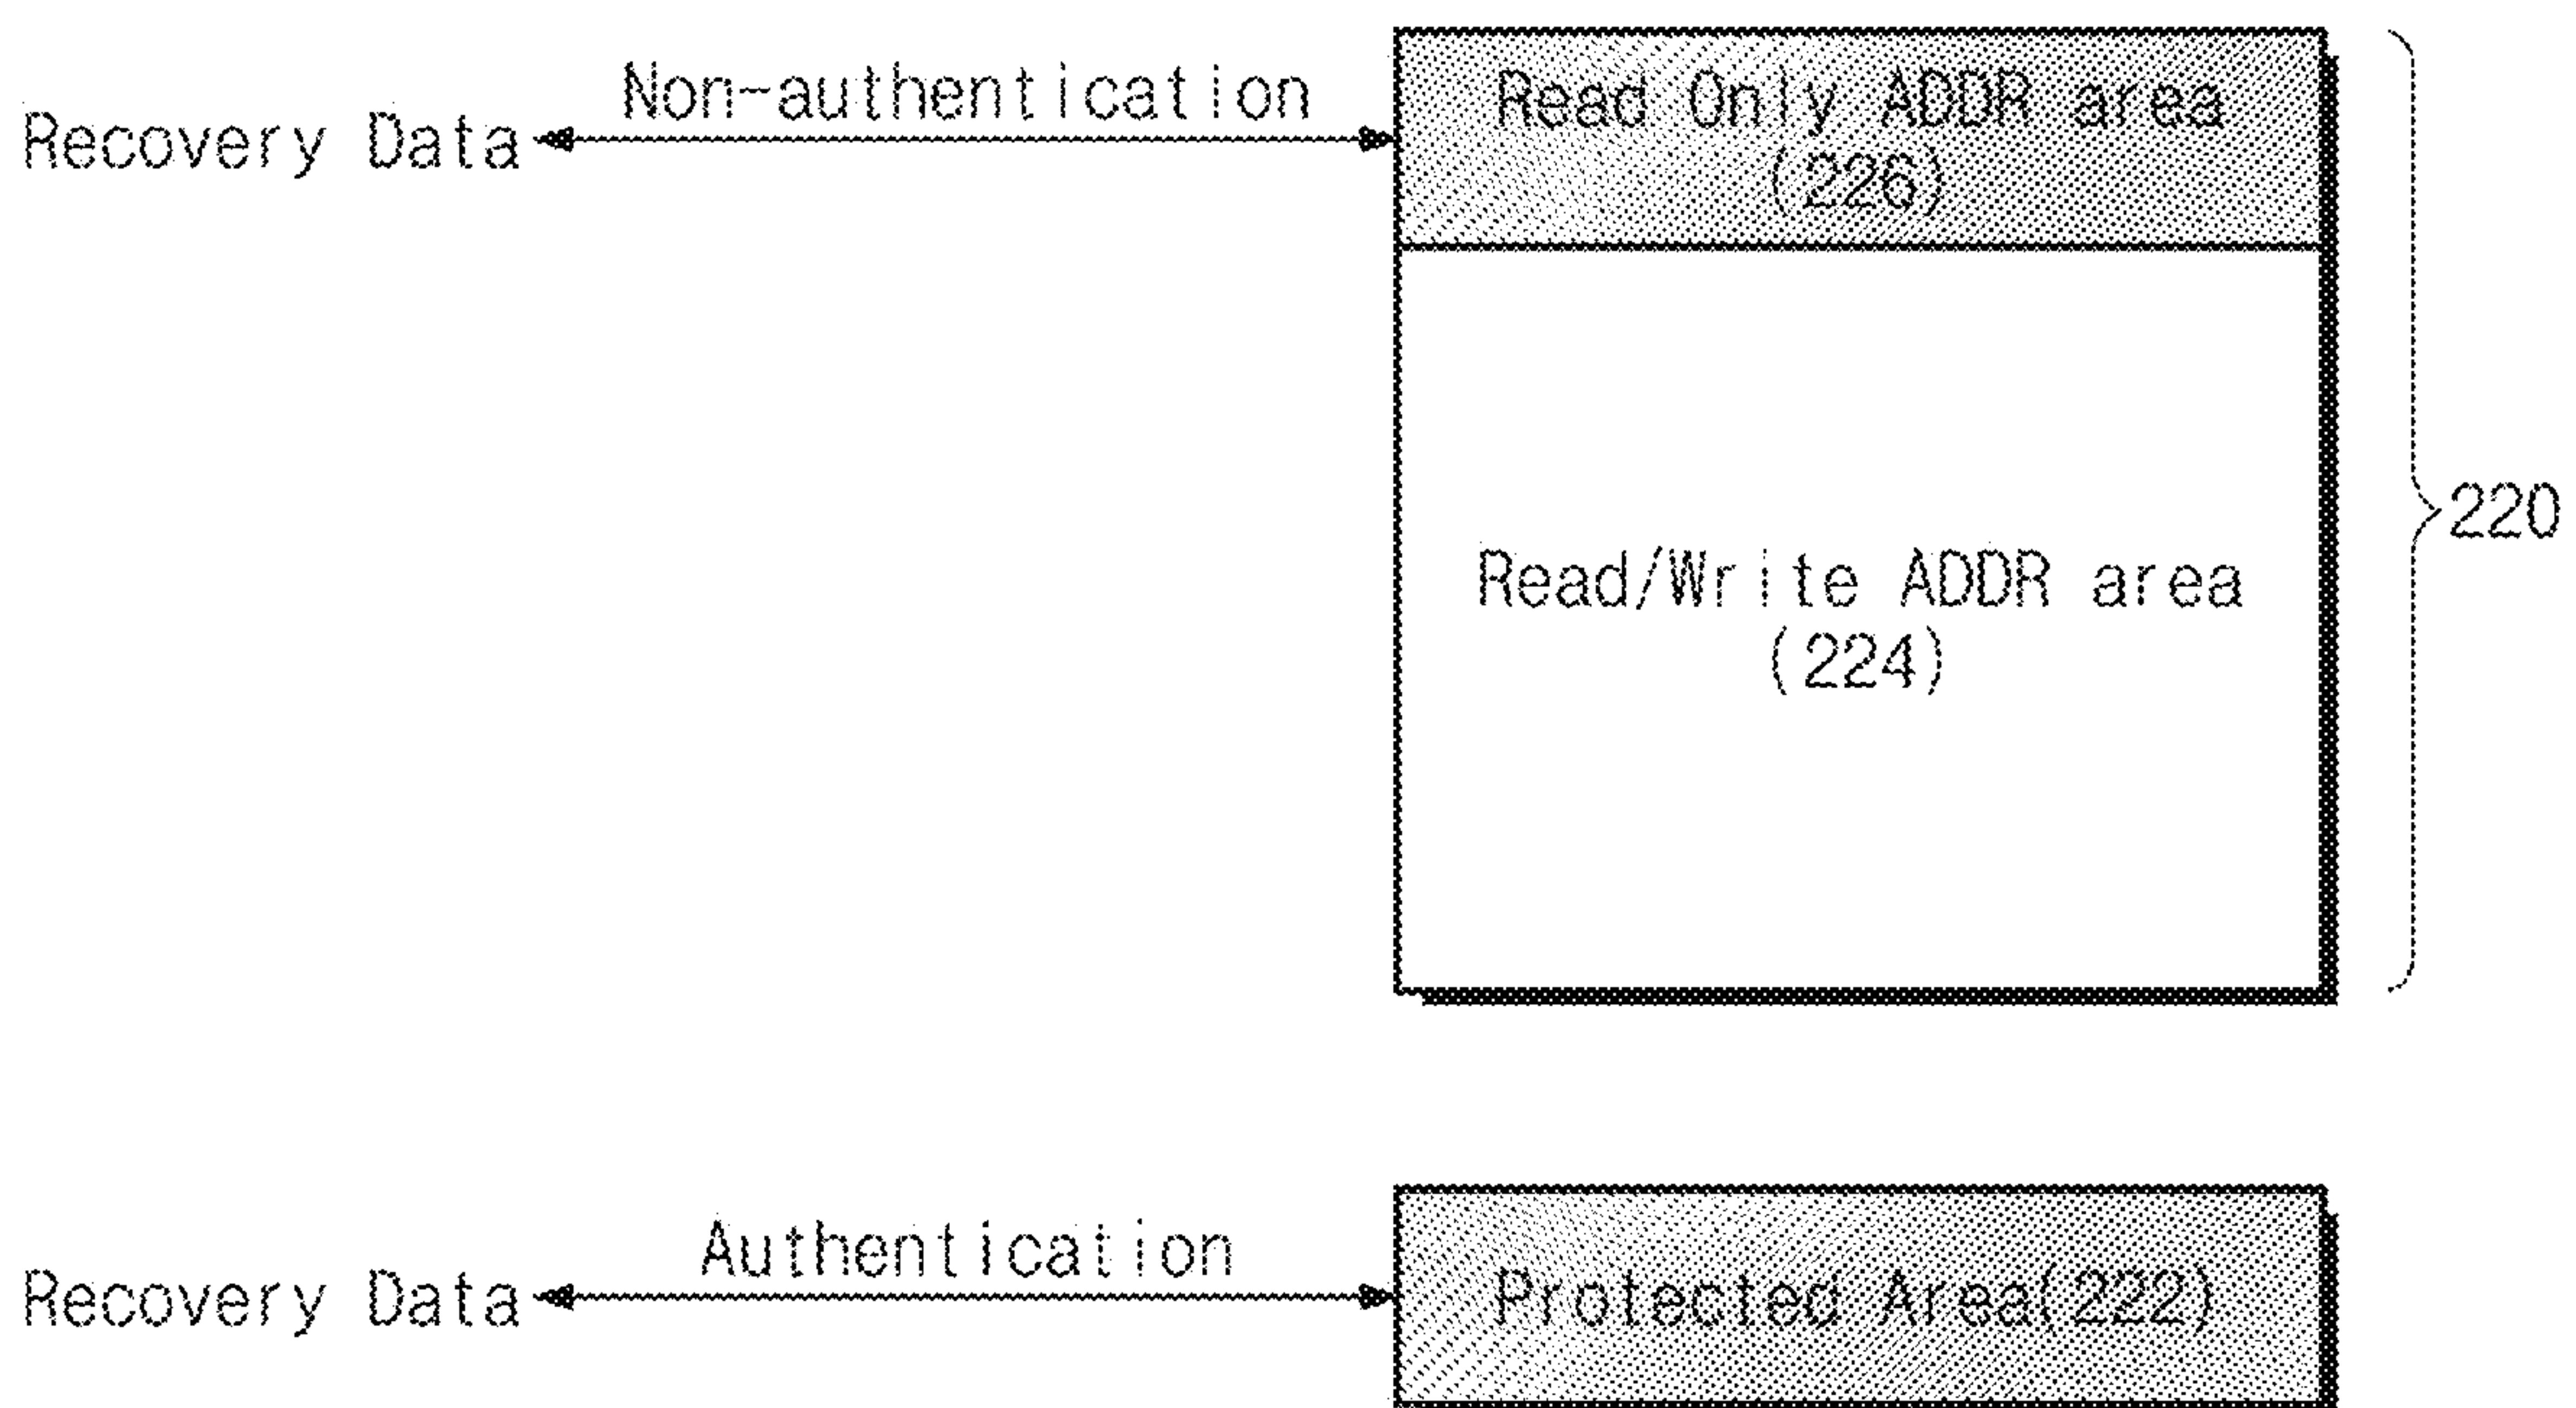 Non-authentication
Recovery Data
Read Only ADDR area
(226)
Read/Write ADDR area
(224)
220
Authentication
Recovery Data
Protected Area(222)